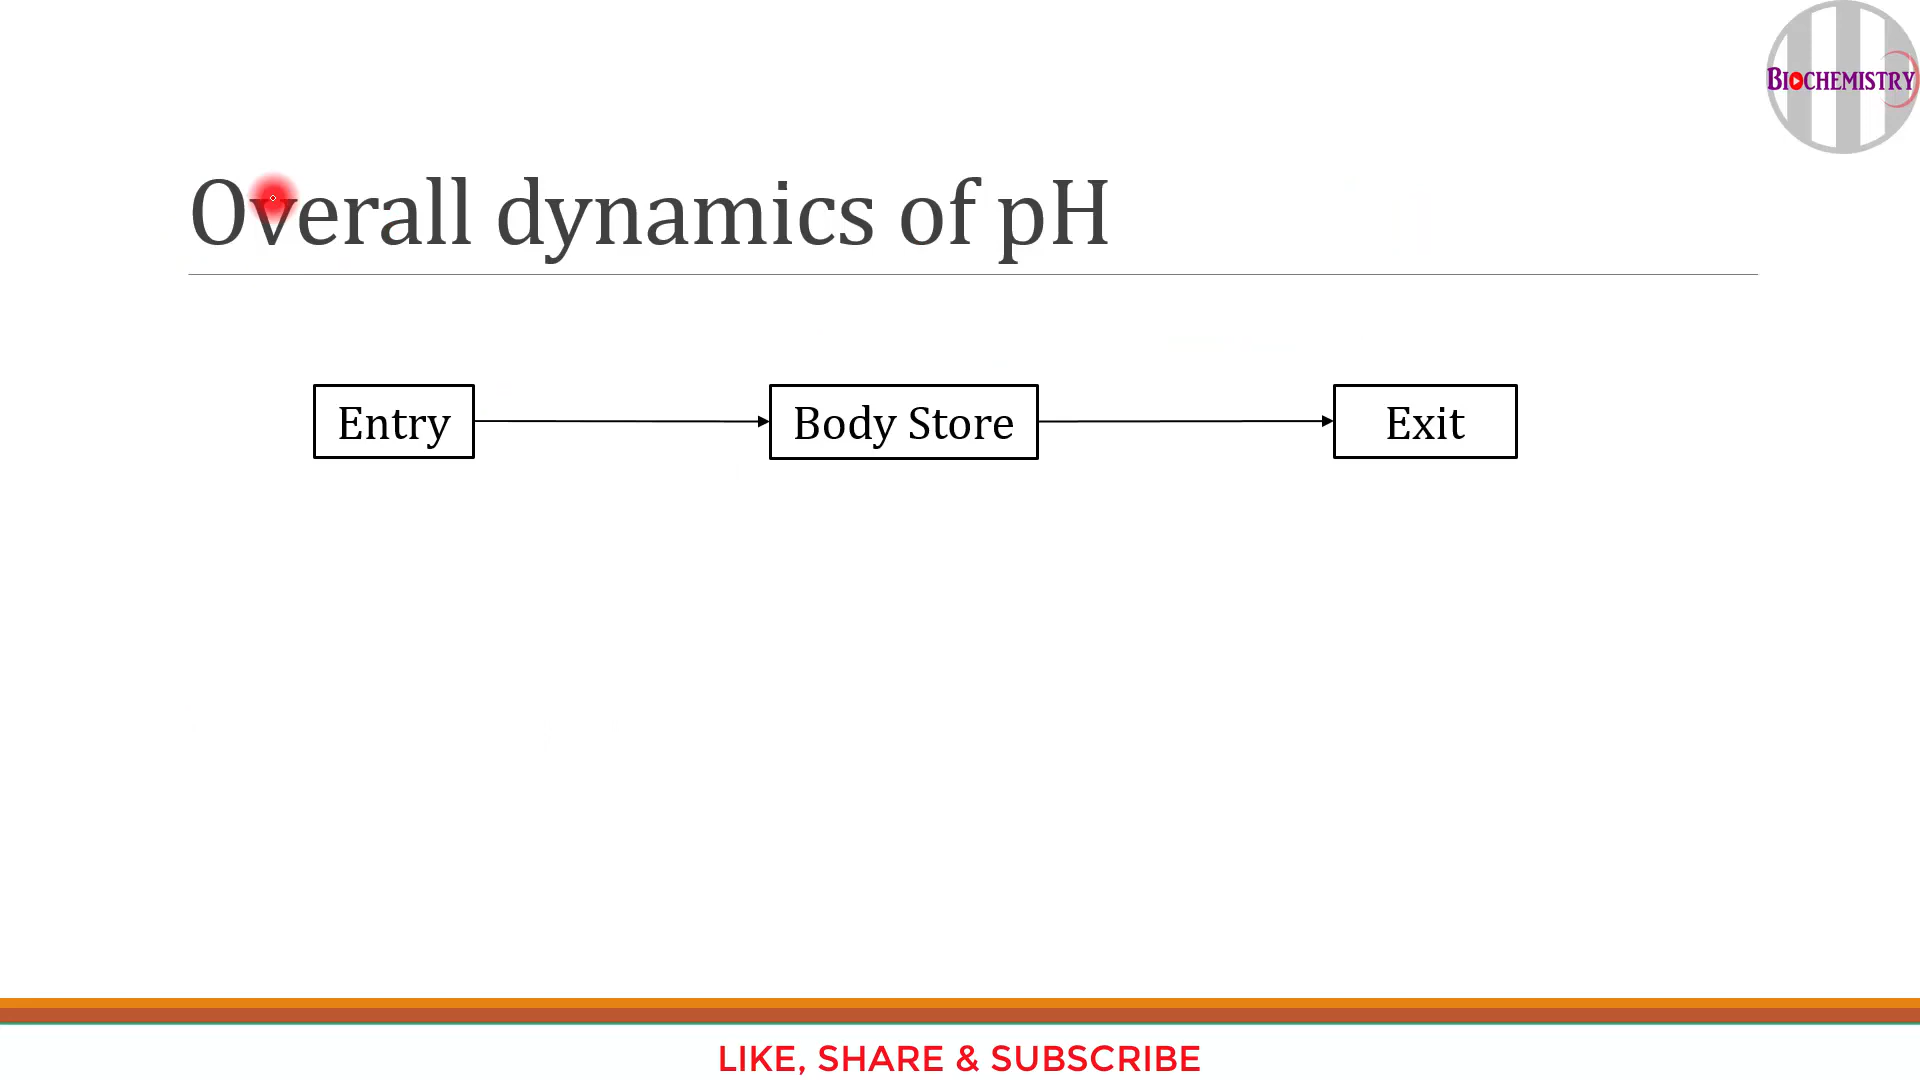 BIOCHEMISTRY
Overall dynamics of pH
Entry
Body Store
Exit
LIKE, SHARE & SUBSCRIBE